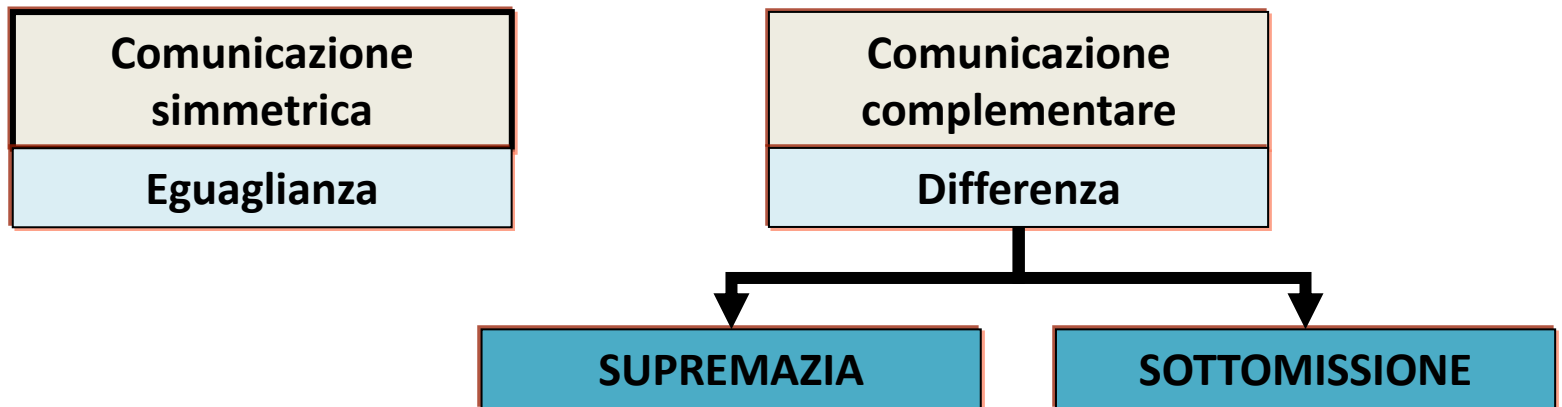 Comunicazione
simmetrica
Eguaglianza
Comunicazione
complementare
Differenza
SUPREMAZIA
SOTTOMISSIONE